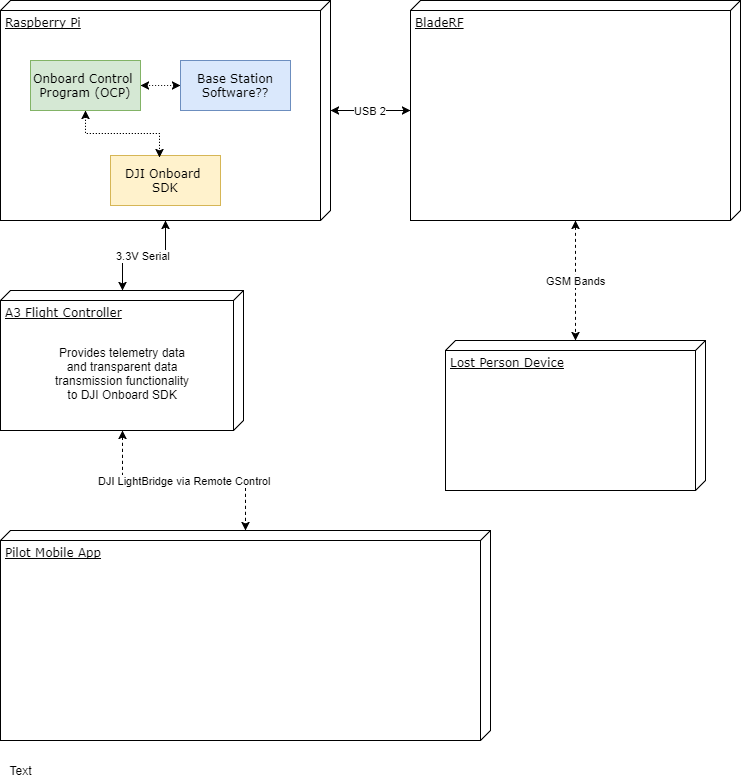 Raspberry Pi
BladeRF
Onboard Control
Program (OCP)
Base Station
Software??
USB 2
DJI Onboard
SDK
3.3V Serial
GSM Bands
A3 Flight Controller
Provides telemetry data
and transparent data
transmission functionality
to DJI Onboard SDK
Lost Person Device
DJI LightBridge via Remote Control
Pilot Mobile App
Text